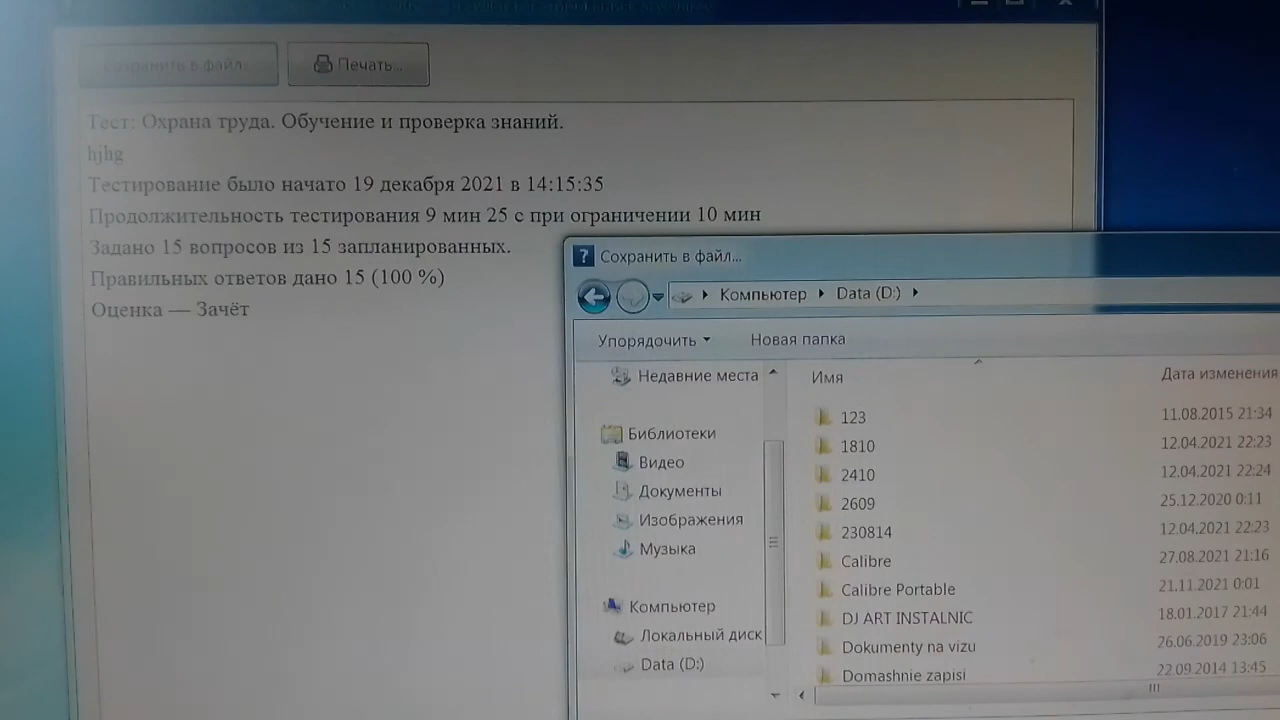 Сохранить в файл...
Печать...
Тест: Охрана труда. Обучение и проверка знаний.
hjhg
Тестирование было начато 19 декабря 2021 в 14:15:35
Продолжительность тестирования 9 мин 25 с при ограничении 10 мин
Задано 15 вопросов из 15 запланированных.
Правильных ответов дано 15 (100 %)
Оценка — Зачёт
Сохранить в файл...
Компьютер
Data (D:)
Упорядочить
Новая папка
Недавние места
Библиотеки
Видео
Документы
Изображения
Музыка
Компьютер
Локальный диск
Data (D:)
Имя
Дата изменения
123 11.08.2015 21:34
1810 12.04.2021 22:23
2410 12.04.2021 22:24
2609 25.12.2020 0:11
230814 12.04.2021 22:23
Calibre 27.08.2021 21:16
Calibre Portable 21.11.2021 0:01
DJ ART INSTALNIC 18.01.2017 21:44
Dokumenty na vizu 26.06.2019 23:06
Domashnie zapisi 22.09.2014 13:45